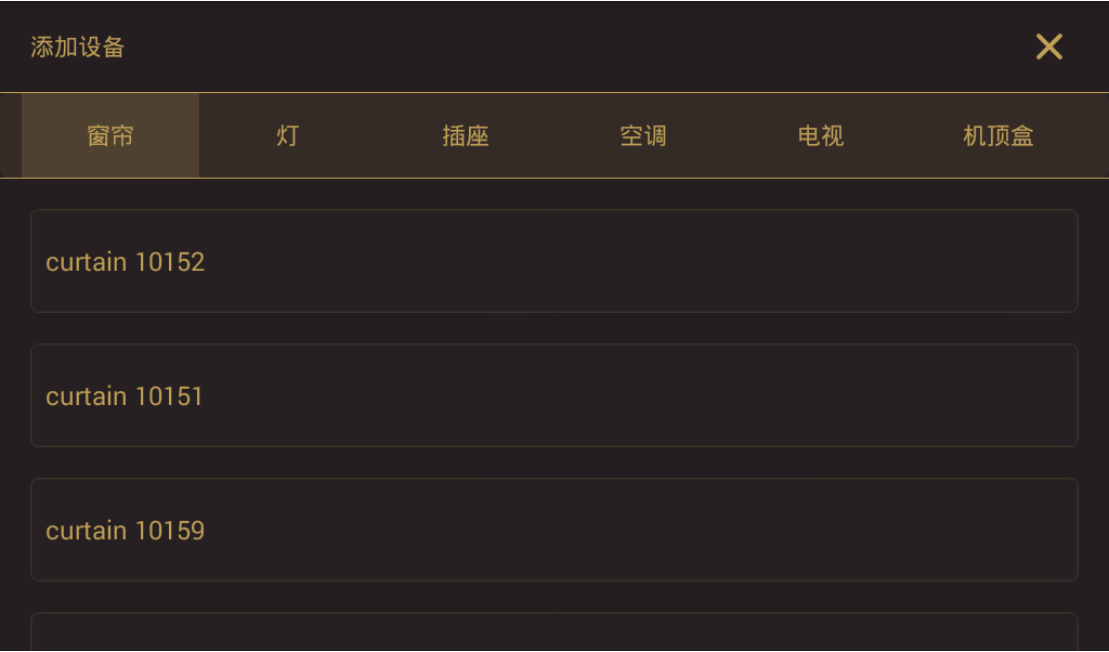 添加设备
窗帘 灯 插座 空调 电视 机顶盒
curtain 10152
curtain 10151
curtain 10159